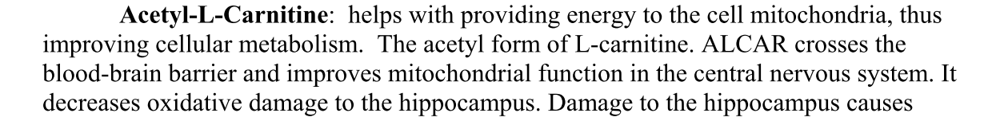 Acetyl-L-Carnitine:  helps with providing energy to the cell mitochondria, thus
improving cellular metabolism.  The acetyl form of L-carnitine. ALCAR crosses the
blood-brain barrier and improves mitochondrial function in the central nervous system. It
decreases oxidative damage to the hippocampus. Damage to the hippocampus causes